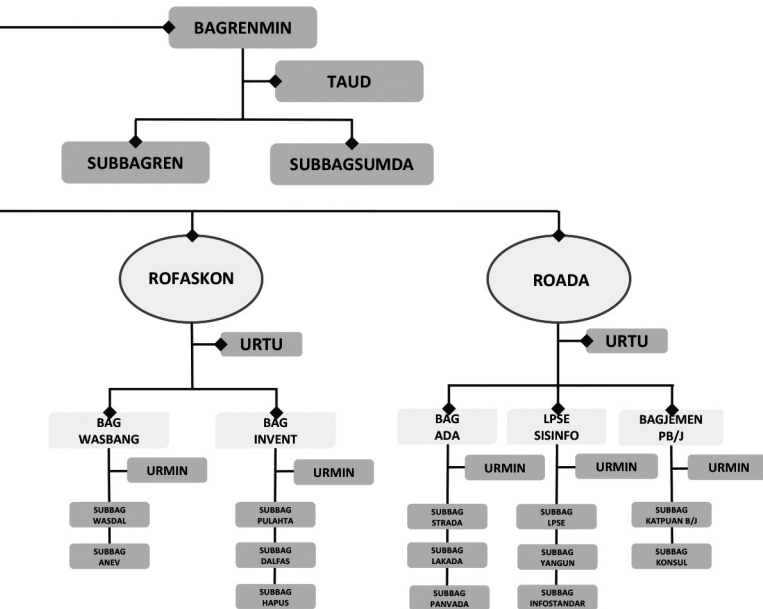 BAGRENMIN
TAUD
SUBBAGREN
SUBBAGSUMDA
ROFASKON
ROADA
URTU
URTU
BAG
WASBANG
BAG
INVENT
BAG
ADA
LPSE
SISINFO
BAGJEMEN
PB/J
URMIN
URMIN
URMIN
URMIN
URMIN
SUBBAG
WASDAL
SUBBAG
PULAHTA
SUBBAG
STRADA
SUBBAG
LPSE
SUBBAG
KATPUAN B/J
SUBBAG
ANEV
SUBBAG
DALFAS
SUBBAG
LAKADA
SUBBAG
YANGUN
SUBBAG
KONSUL
SUBBAG
HAPUS
SUBBAG
PANVADA
SUBBAG
INFOSTANDAR